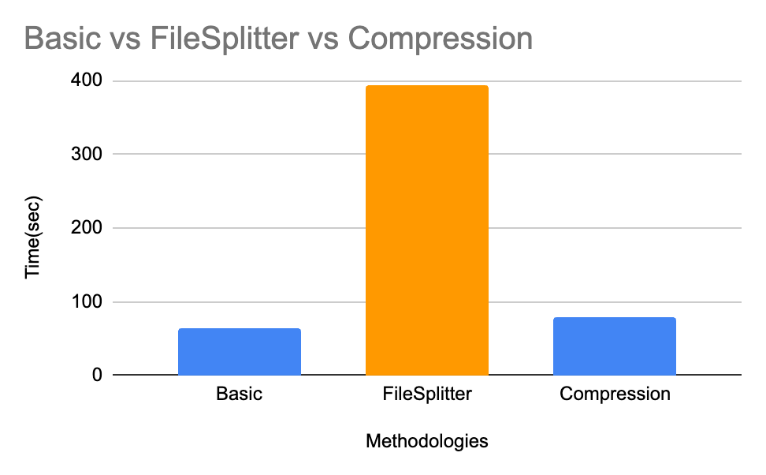 Basic vs FileSplitter vs Compression
400
300
200
100
0
Time(sec)
Basic
FileSplitter
Compression
Methodologies